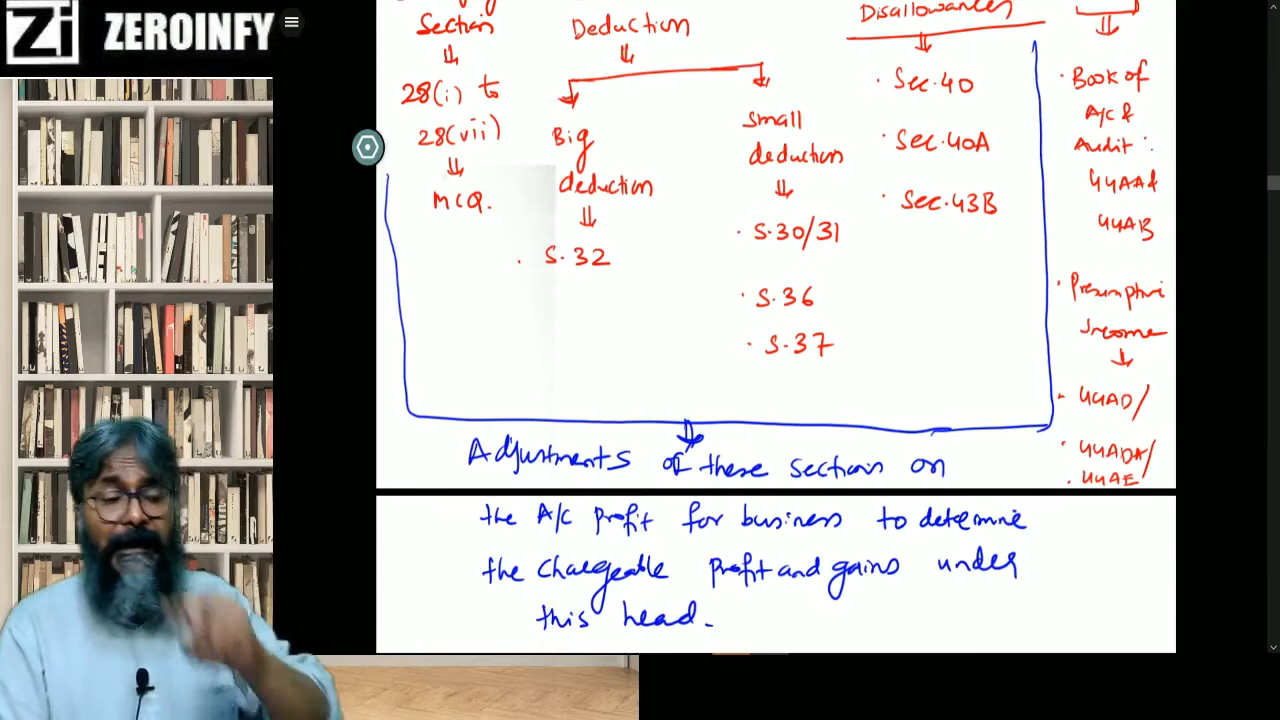 Zi ZEROINFY
Section
28(i) to
28(vii)
MCQ.
Deduction
Big
deduction
S. 32
Small
deduction
S.30/31
S.36
S.37
Disallowances
Sec.40
Sec.40A
Sec.43B
Book of
A/c &
Audit :
44AA &
44AB
Presumptive
Income
44AD/
44ADA/
44AE
Adjustments of these sections on
the A/c profit for business to determine
the chargeable profit and gains under
this head.